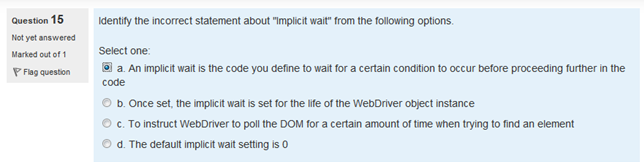 Question 15
Not yet answered
Marked out of 1
Flag question
Identify the incorrect statement about "Implicit wait" from the following options.
Select one:
a. An implicit wait is the code you define to wait for a certain condition to occur before proceeding further in the
code
b. Once set, the implicit wait is set for the life of the WebDriver object instance
c. To instruct WebDriver to poll the DOM for a certain amount of time when trying to find an element
d. The default implicit wait setting is 0